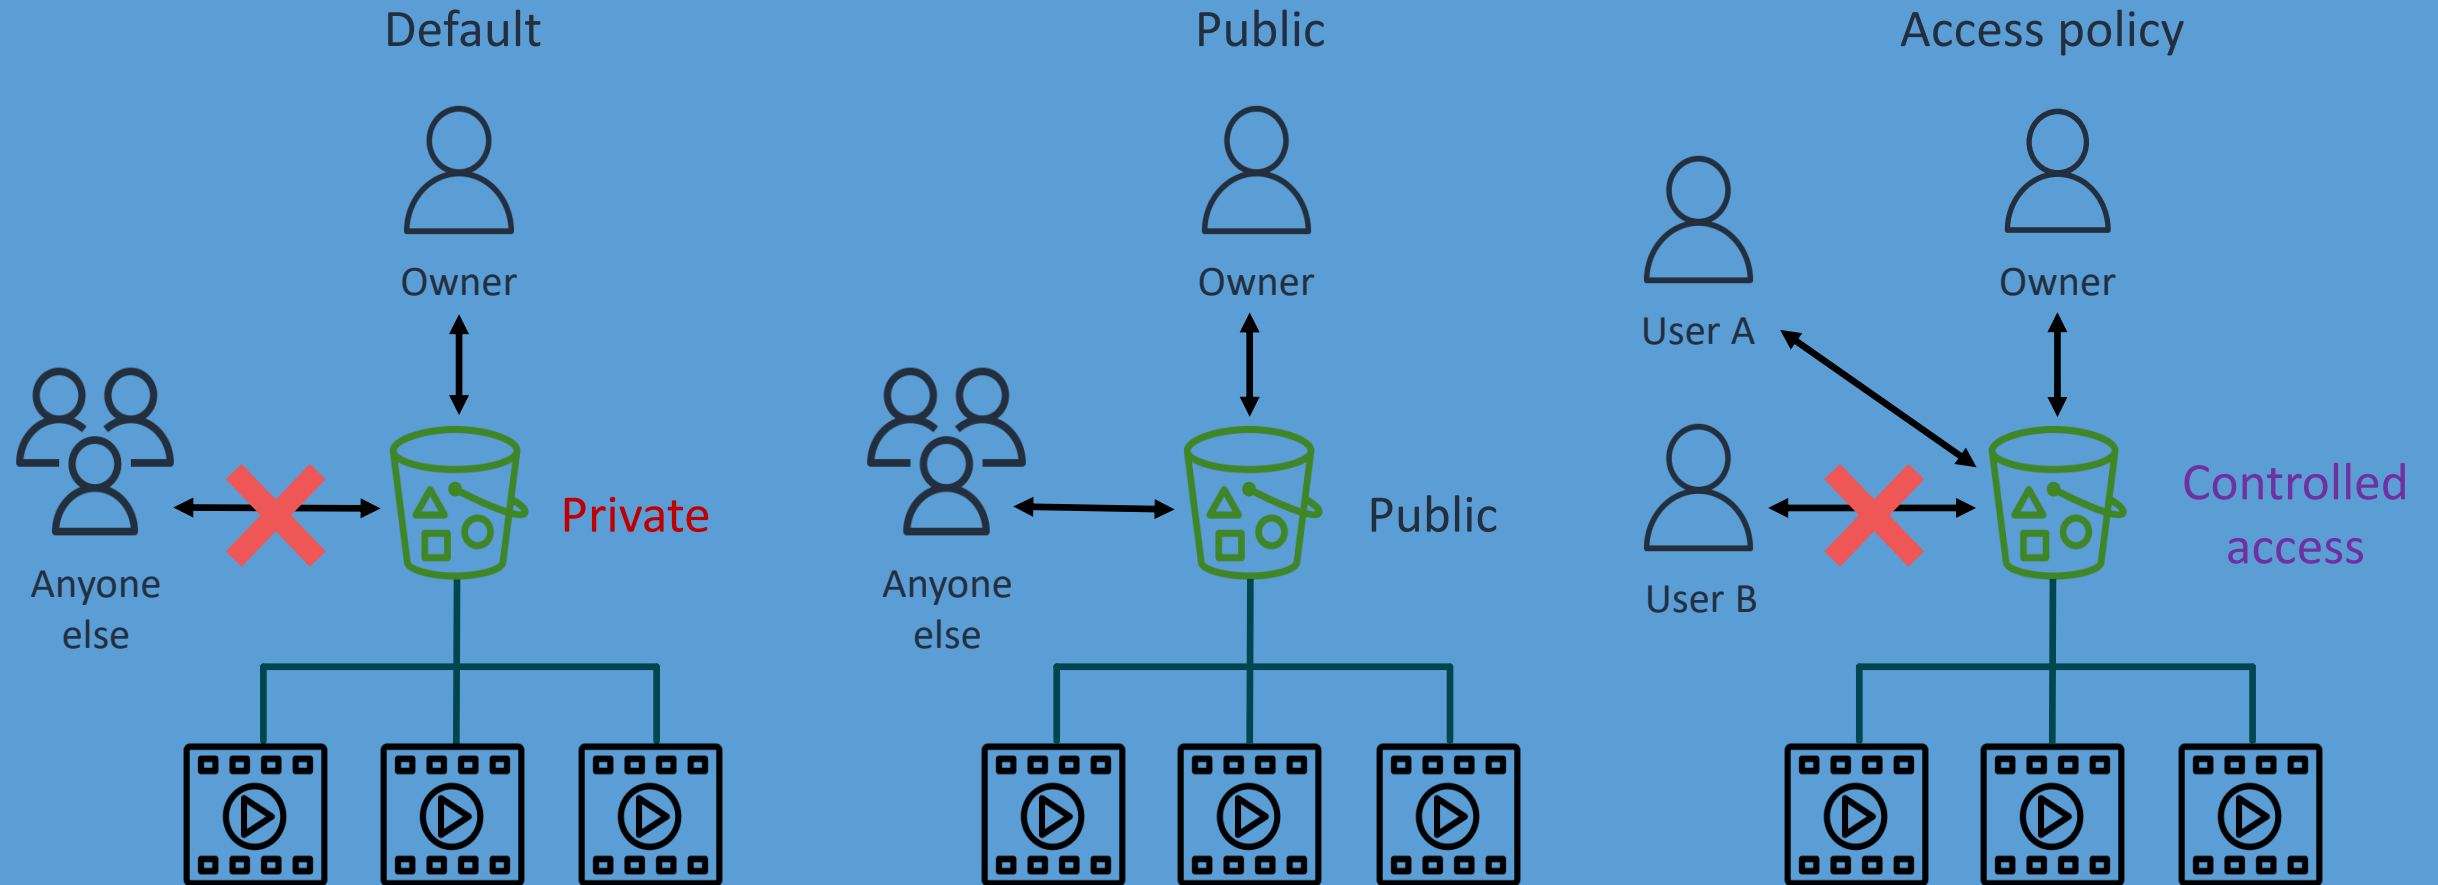 Default
Owner
Anyone
else
Private
Public
Owner
Anyone
else
Public
Access policy
Owner
User A
User B
Controlled
access